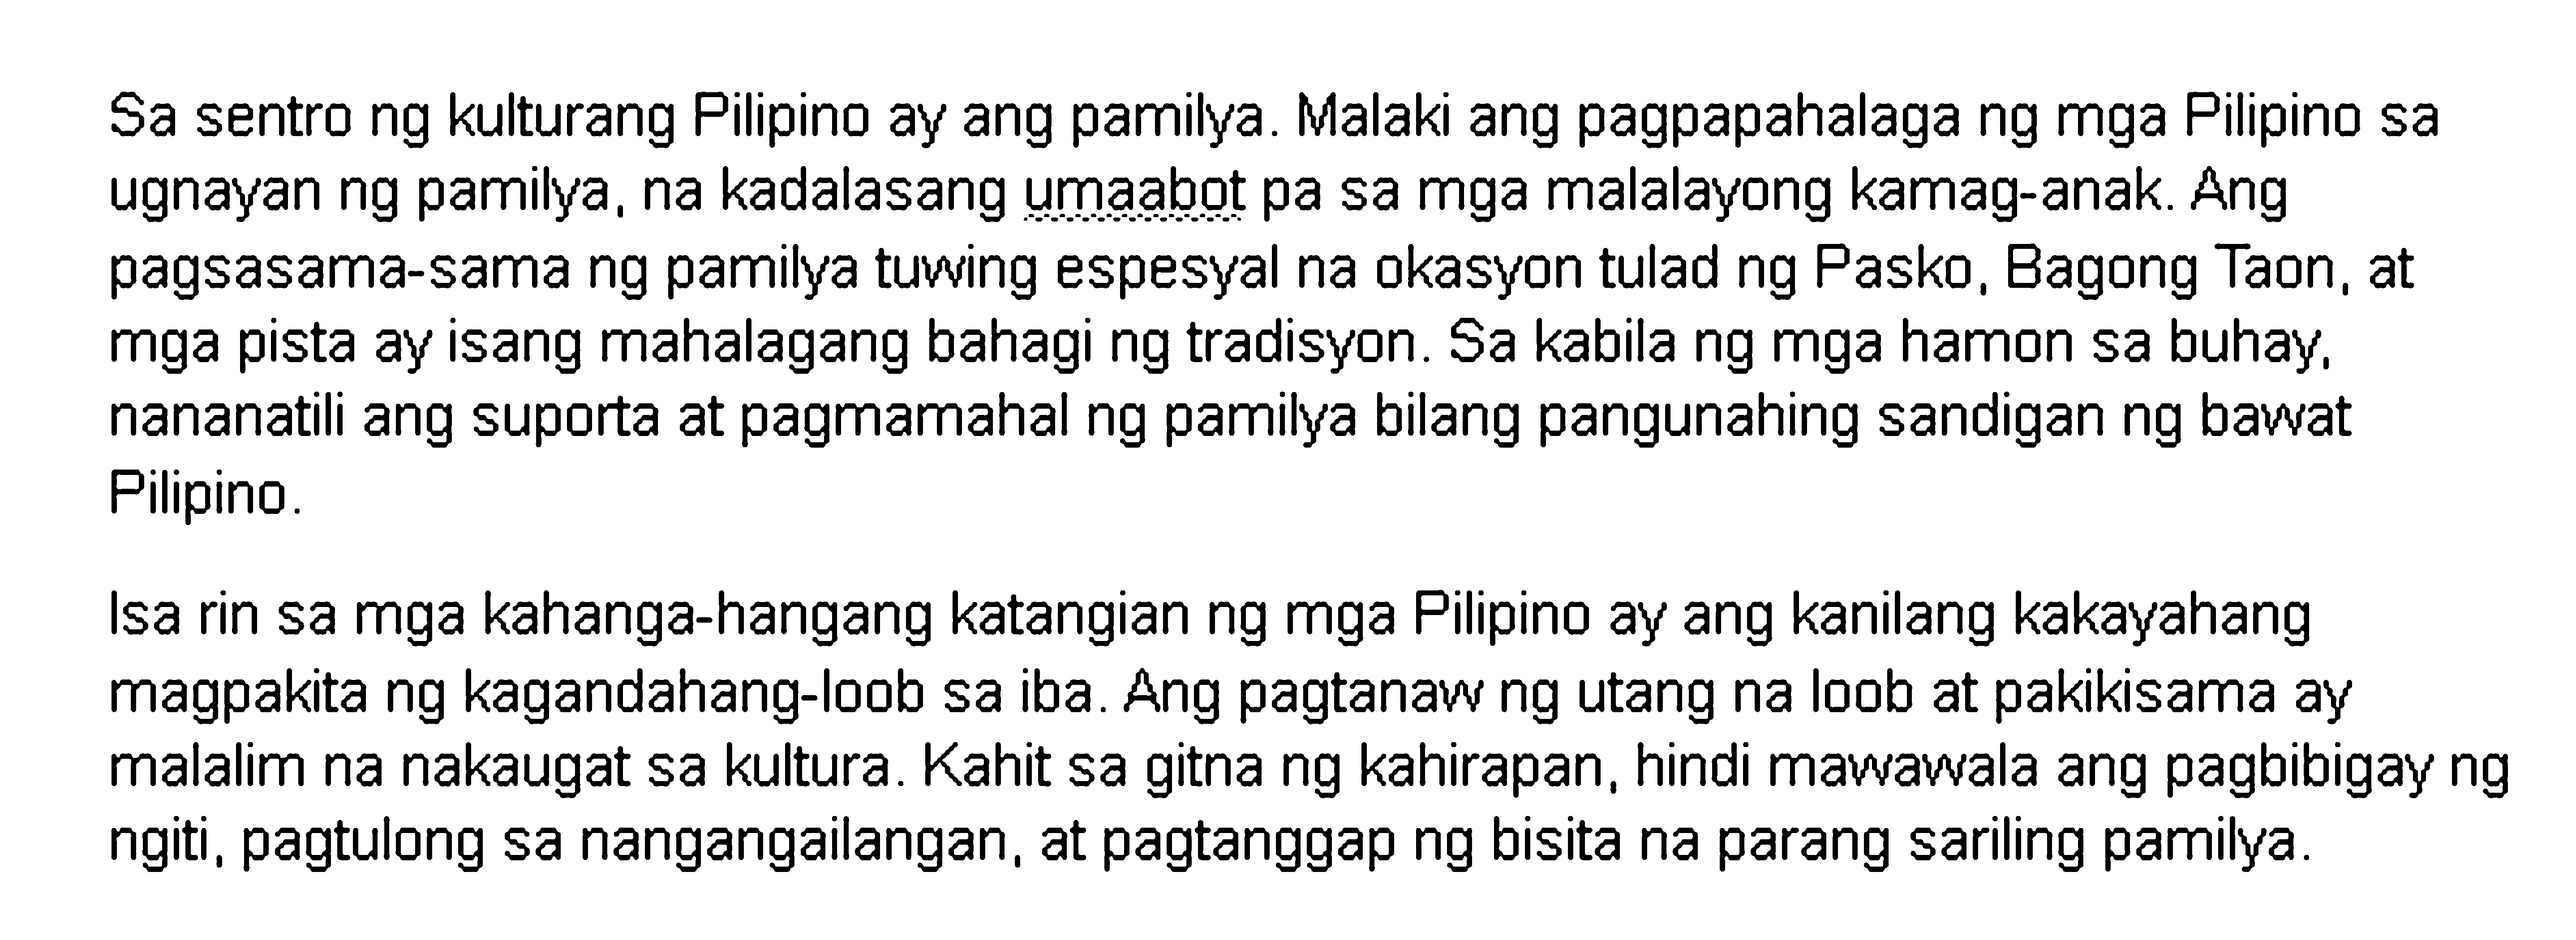 Sa sentro ng kulturang Pilipino ay ang pamilya. Malaki ang pagpapahalaga ng mga Pilipino sa
ugnayan ng pamilya, na kadalasang umaabot pa sa mga malalayong kamag-anak. Ang
pagsasama-sama ng pamilya tuwing espesyal na okasyon tulad ng Pasko, Bagong Taon, at
mga pista ay isang mahalagang bahagi ng tradisyon. Sa kabila ng mga hamon sa buhay,
nananatili ang suporta at pagmamahal ng pamilya bilang pangunahing sandigan ng bawat
Pilipino.
Isa rin sa mga kahanga-hangang katangian ng mga Pilipino ay ang kanilang kakayahang
magpakita ng kagandahang-loob sa iba. Ang pagtanaw ng utang na loob at pakikisama ay
malalim na nakaugat sa kultura. Kahit sa gitna ng kahirapan, hindi mawawala ang pagbibigay ng
ngiti, pagtulong sa nangangailangan, at pagtanggap ng bisita na parang sariling pamilya.